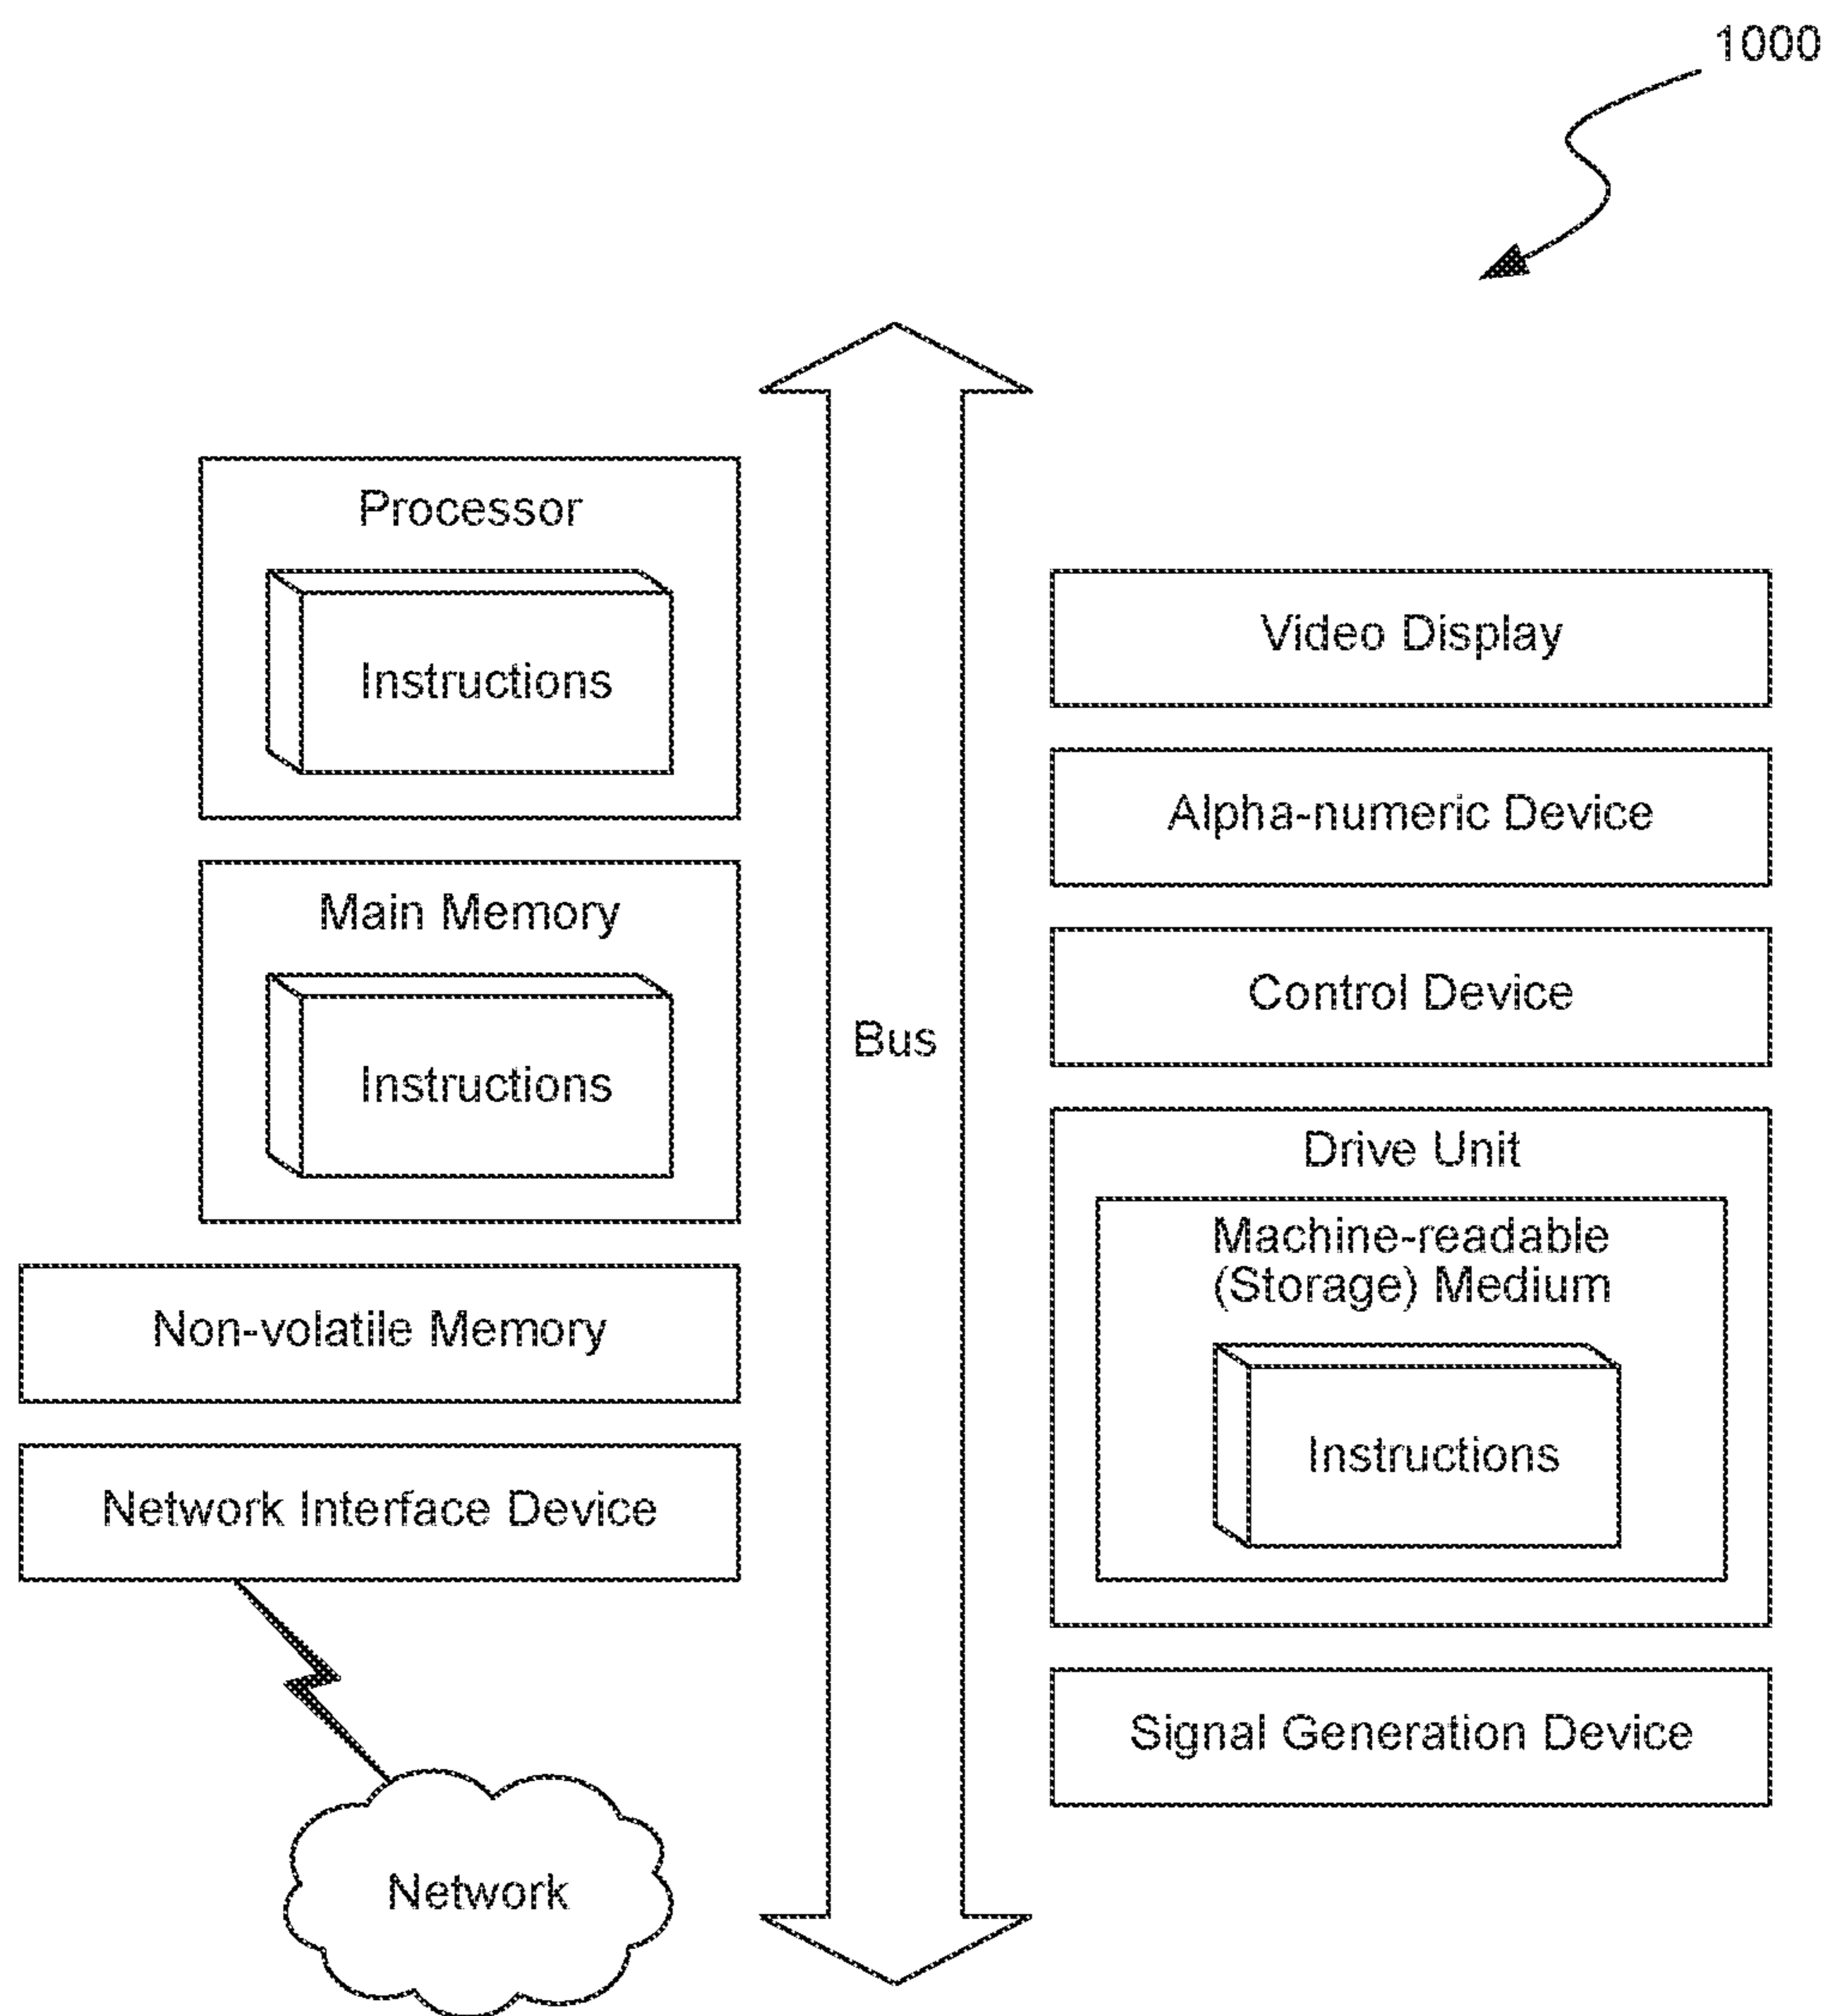 1000
Processor
Instructions
Main Memory
Instructions
Non-volatile Memory
Network Interface Device
Network
Bus
Video Display
Alpha-numeric Device
Control Device
Drive Unit
Machine-readable
(Storage) Medium
Instructions
Signal Generation Device